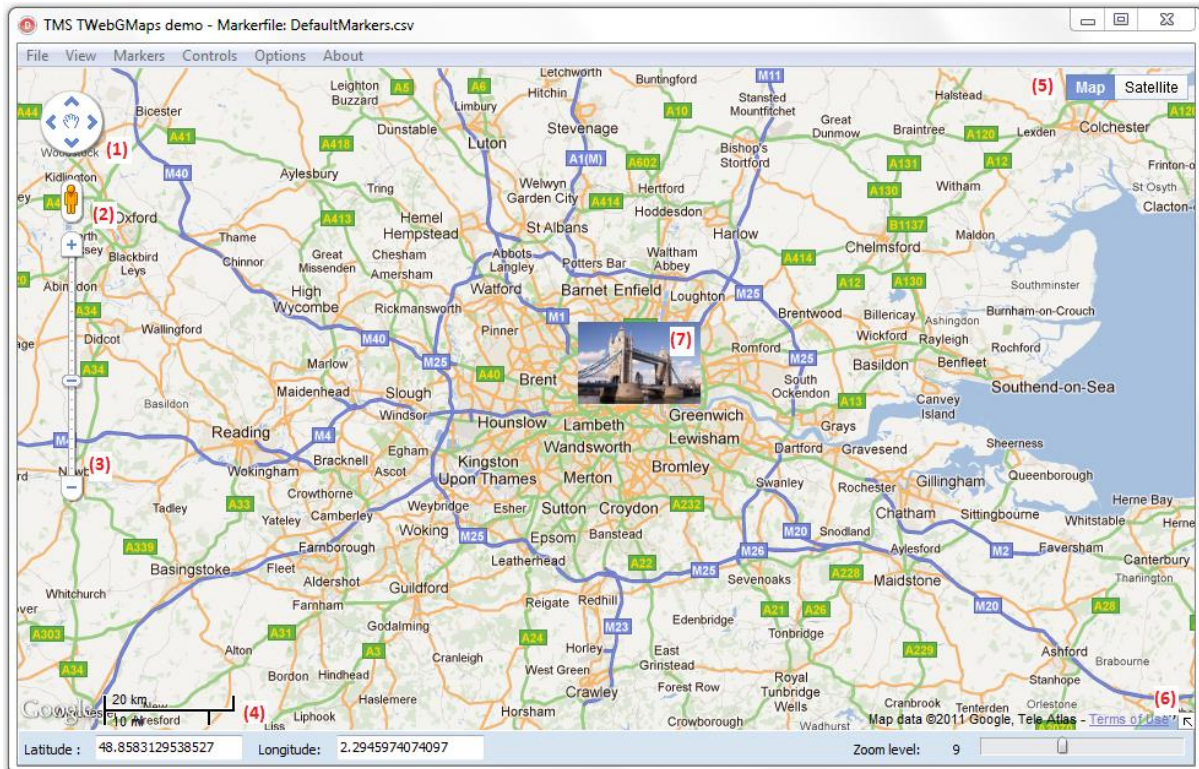 TMS TWebGMaps demo - Markerfile: DefaultMarkers.csv
File View Markers Controls Options About
Letchworth
Hitchin
Buntingford
M11
(5) Map Satellite
Leighton Buzzard
A5
A6
Limbury
Stansted Mountfitchet
Halstead
A44
Bicester
A10
Great Dunmow
Braintree
A120
Lexden
Colchester
Dunstable
Stevenage
A41
A418
Luton
(1)
A1(M)
A602
Bishop's Stortford
A131
A12
Kidlington
M40
Aylesbury
Tring
Welwyn Garden City
Hertford
A414
A130
Witham
St Osyth
(2)
Oxford
A413
Hemel Hempstead
Hoddesdon
Harlow
B1137
Maldon
Thame
St Albans
Chelmsford
Blackbird Leys
Chinnor
Great Missenden
Chesham
Amersham
Abbots Langley
Potters Bar
Waltham Abbey
A414
A12
A130
Southminster
High Wycombe
Rickmansworth
Watford
Barnet
Enfield
Loughton
M25
Brentwood
Billericay
Burnham-on-Crouch
A34
Wallingford
M1
Ashingdon
Didcot
M40
Pinner
(7)
Romford
M25
Wickford
Rayleigh
Rochford
A34
Marlow
M25
A40
Brent
South Ockendon
Basildon
Benfleet
Southend-on-Sea
Maidenhead
Slough
Basildon
Windsor
Hounslow
Lambeth
Greenwich
A13
Canvey Island
Reading
M4
Wandsworth
Lewisham
Grays
Egham
Dartford
Gravesend
Sheerness
(3)
Wokingham
Bracknell
Ascot
Kingston Upon Thames
Merton
Bromley
Swanley
Rochester
Gillingham
Queenborough
A33
Crowthorne
Weybridge
Esher
Sutton
Croydon
A232
Chatham
Sittingbourne
Herne Bay
Tadley
Yateley
Camberley
Woking
M25
Epsom
Banstead
M20
Snodland
Whitstable
A339
Farnborough
Leatherhead
A22
M25
M26
Aylesford
M2
Faversham
Canterbury
Basingstoke
Fleet
Aldershot
Guildford
Sevenoaks
A228
Maidstone
Thanington
Whitchurch
Farnham
Reigate
Redhill
A21
A26
M20
A28
A303
A31
Godalming
A24
M23
Edenbridge
Tonbridge
Alton
A3
Cranleigh
Horley
East Grinstead
A229
Ashford
Brabourne
A34
Bordon
Hindhead
West Green
Crawley
Forest Row
Royal Tunbridge Wells
Stanhope
20 km
10 mi
(4)
Liss
Liphook
Haslemere
Horsham
Crowborough
Wadhurst
Cranbrook
Tenterden
Orlestone
(6)
Map data ©2011 Google, Tele Atlas - Terms of Use
Latitude : 48.8583129538527 Longitude: 2.2945974074097 Zoom level: 9